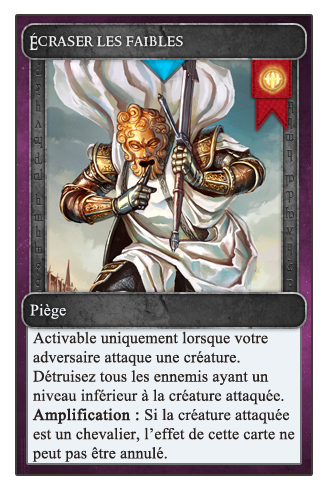 ÉCRASER LES FAIBLES
Piège
Activable uniquement lorsque votre
adversaire attaque une créature.
Détruisez tous les ennemis ayant un
niveau inférieur à la créature attaquée.
Amplification : Si la créature attaquée
est un chevalier, l'effet de cette carte ne
peut pas être annulé.